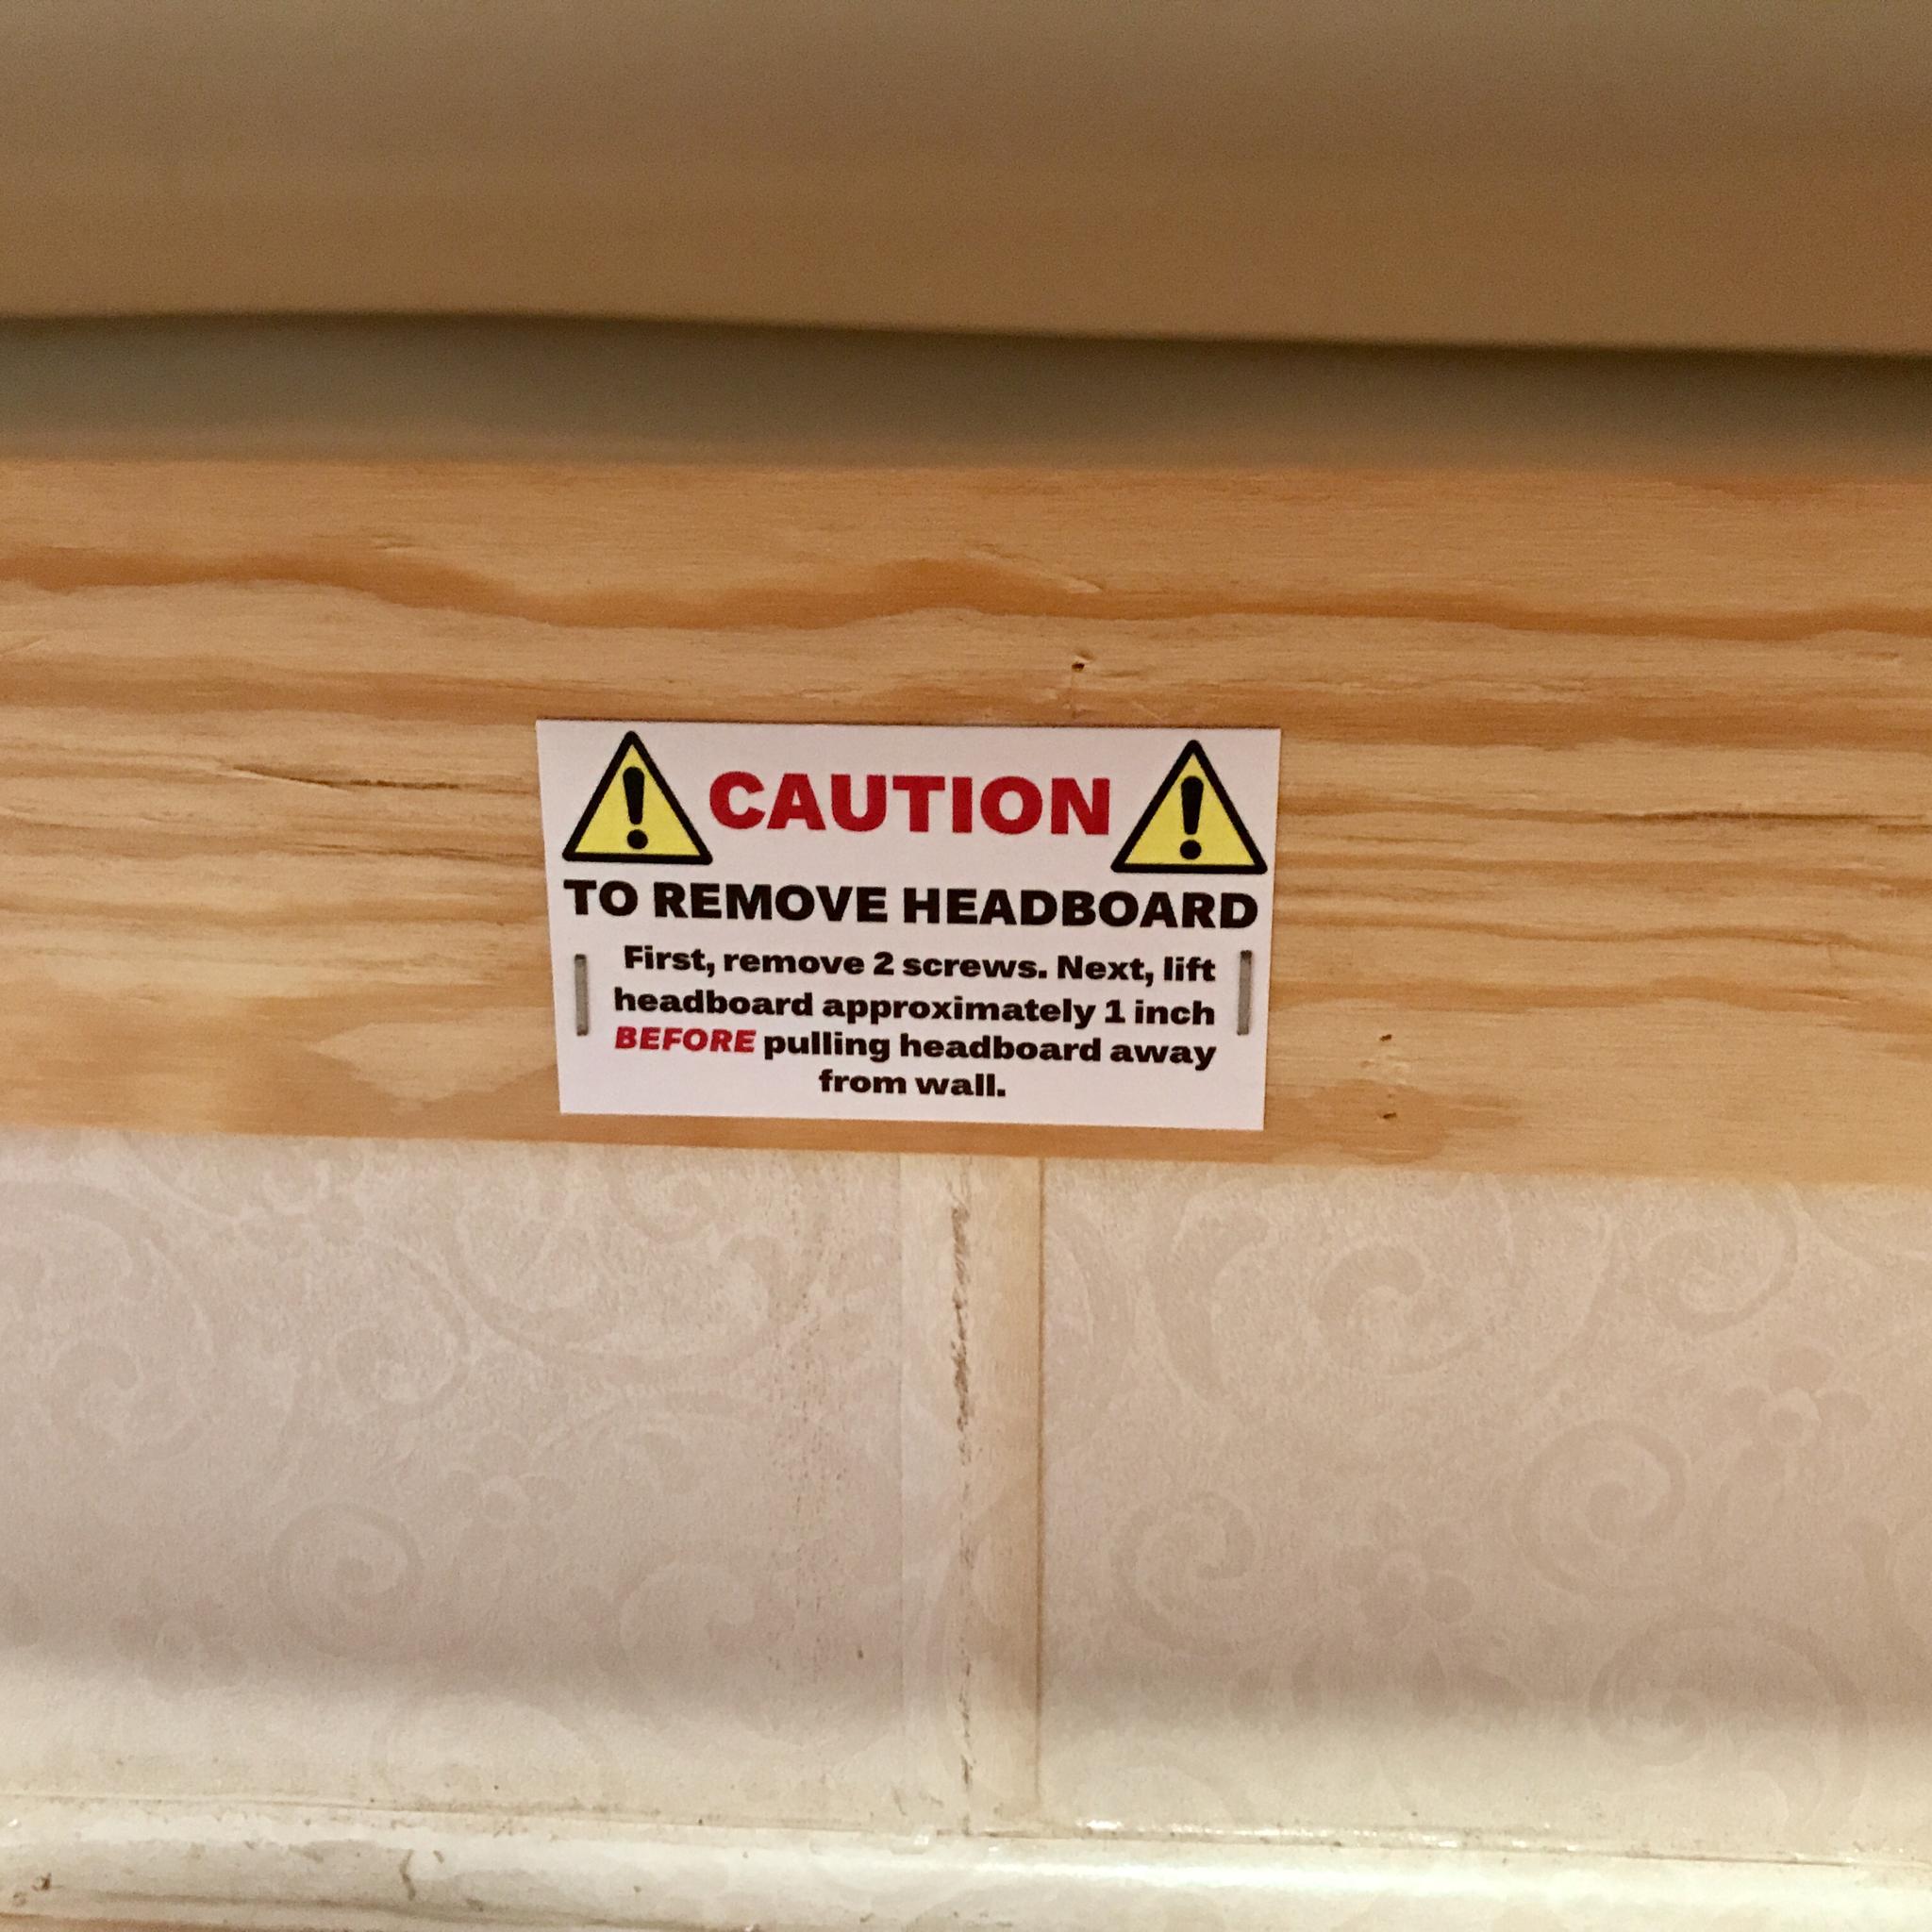 CAUTION
TO REMOVE HEADBOARD
First, remove 2 screws. Next, lift
headboard approximately 1 inch
BEFORE pulling headboard away
from wall.